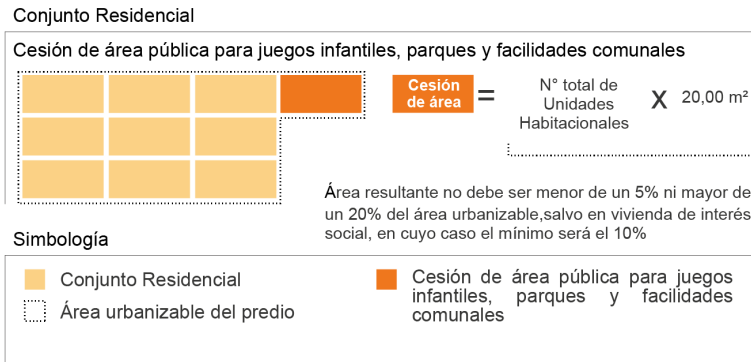 Conjunto Residencial
Cesión de área pública para juegos infantiles, parques y facilidades comunales
Cesión
de área
=
N° total de
Unidades
Habitacionales
X
20,00 m²
Área resultante no debe ser menor de un 5% ni mayor de
un 20% del área urbanizable,salvo en vivienda de interés
social, en cuyo caso el mínimo será el 10%
Simbología
Conjunto Residencial
Área urbanizable del predio
Cesión de área pública para juegos
infantiles, parques y facilidades
comunales